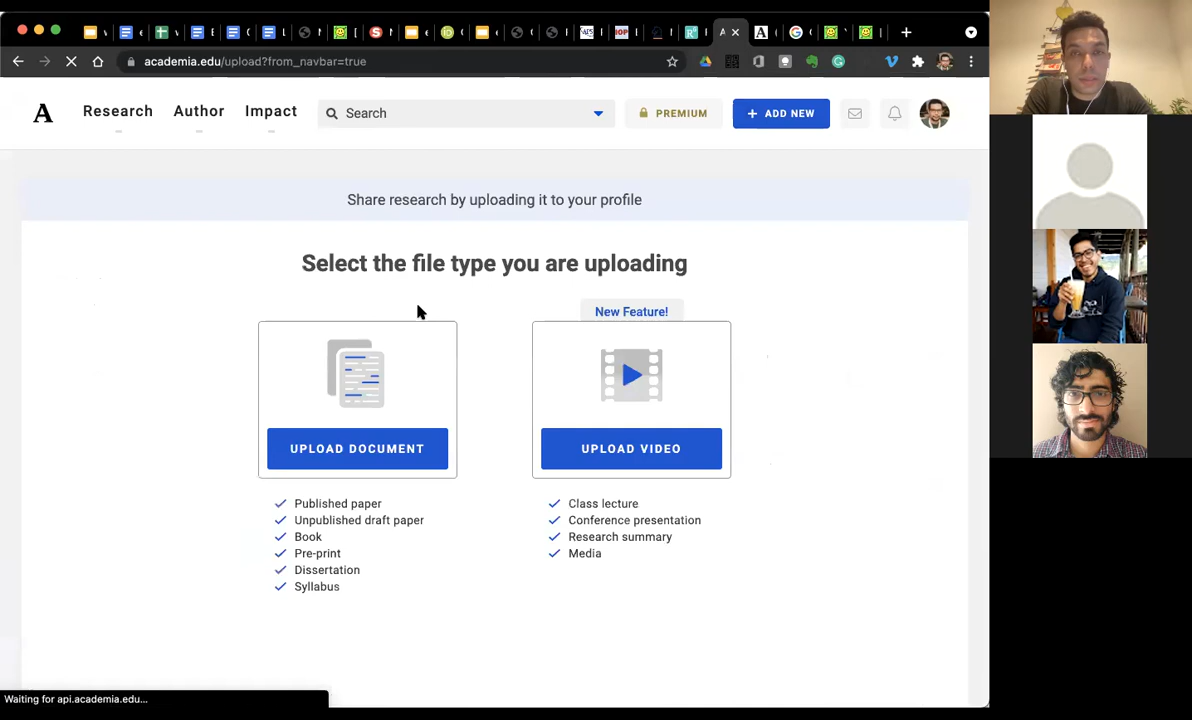 academia.edu/upload?from_navbar=true
A
Research
Author
Impact
Search
PREMIUM
+ ADD NEW
Share research by uploading it to your profile
Select the file type you are uploading
New Feature!
UPLOAD DOCUMENT
UPLOAD VIDEO
Published paper
Unpublished draft paper
Book
Pre-print
Dissertation
Syllabus
Class lecture
Conference presentation
Research summary
Media
Waiting for api.academia.edu...